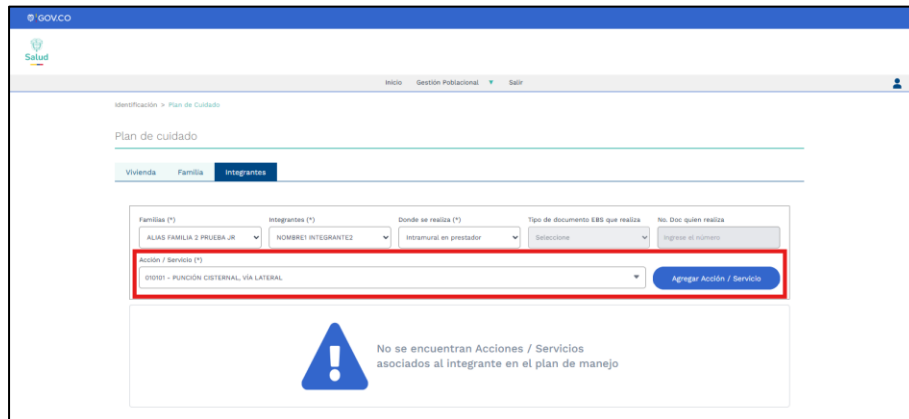 GOV.CO
Salud
Inicio Gestión Poblacional Salir
Identificación > Plan de Cuidado
Plan de cuidado
Vivienda Familia Integrantes
Familias (*) Integrantes (*) Donde se realiza (*) Tipo de documento EBS que realiza No. Doc quien realiza
ALIAS FAMILIA 2 PRUEBA JR NOMBRE1 INTEGRANTE2 Intramural en prestador Seleccione Ingrese el número
Acción / Servicio (*)
010101 - PUNCIÓN CISTERNAL, VÍA LATERAL Agregar Acción / Servicio
No se encuentran Acciones / Servicios
asociados al integrante en el plan de manejo